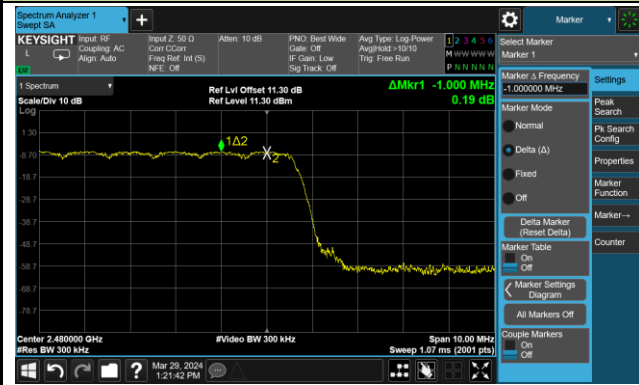 Spectrum Analyzer 1
Swept SA
Marker
KEYSIGHT
L
Input: RF
Coupling: AC
Align: Auto
Input Z: 50 Ω
Corr CCorr
Freq Ref: Int (S)
NFE: Off
Atten: 10 dB
PNO: Best Wide
Gate: Off
IF Gain: Low
Sig Track: Off
Avg Type: Log-Power
Avg|Hold:>10/10
Trig: Free Run
1 2 3 4 5 6
M W W W W W
P N N N N N
Select Marker
Marker 1
1 Spectrum
Scale/Div 10 dB
Log
Ref Lvl Offset 11.30 dB
Ref Level 11.30 dBm
ΔMkr1 -1.000 MHz
0.19 dB
1.30
-8.70
-18.7
-28.7
-38.7
-48.7
-58.7
-68.7
-78.7
1Δ2
2
Center 2.480000 GHz
#Res BW 300 kHz
#Video BW 300 kHz
Span 10.00 MHz
Sweep 1.07 ms (2001 pts)
Marker Δ Frequency
-1.000000 MHz
Marker Mode
Normal
Delta (Δ)
Fixed
Off
Delta Marker
(Reset Delta)
Marker Table
On
Off
Marker Settings
Diagram
All Markers Off
Couple Markers
On
Off
Settings
Peak
Search
Pk Search
Config
Properties
Marker
Function
Marker→
Counter
?
Mar 29, 2024
1:21:42 PM